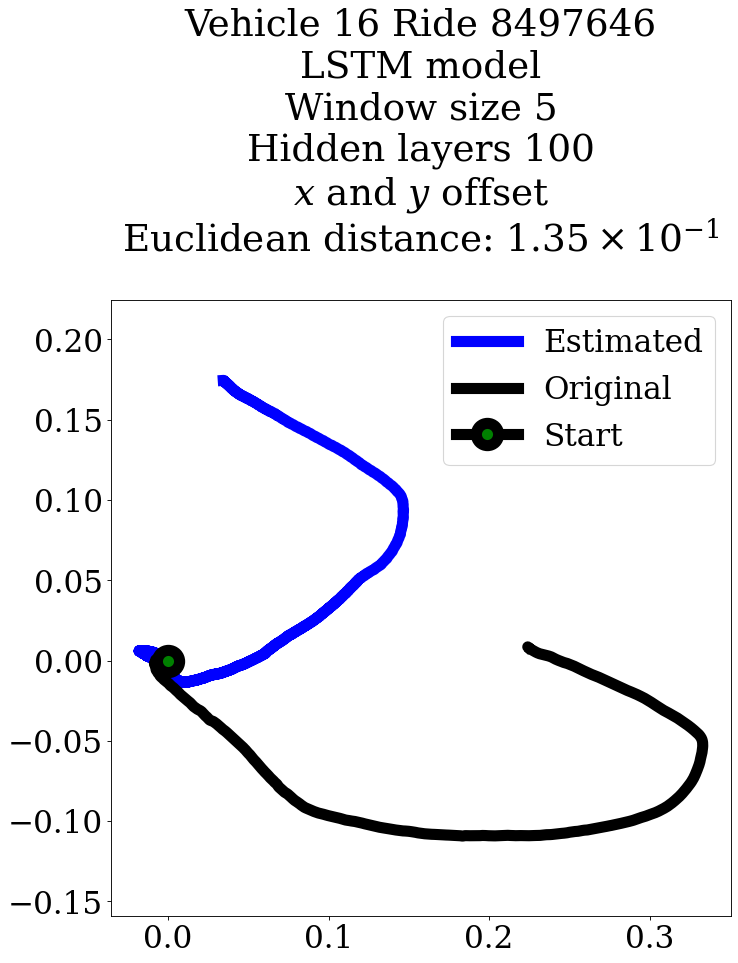 Vehicle 16 Ride 8497646
LSTM model
Window size 5
Hidden layers 100
x and y offset
Euclidean distance: 1.35 × 10⁻¹
Estimated
Original
Start
0.20
0.15
0.10
0.05
0.00
−0.05
−0.10
−0.15
0.0 0.1 0.2 0.3